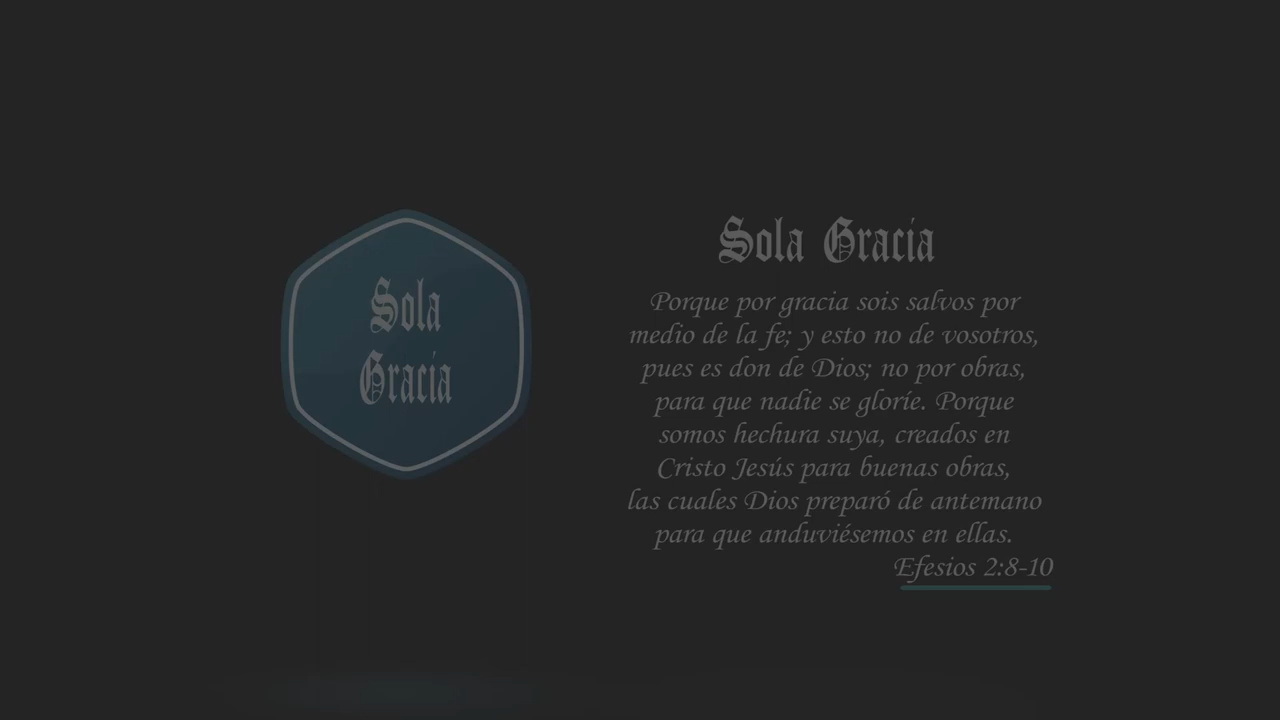 Sola
Gracia
Sola Gracia
Porque por gracia sois salvos por
medio de la fe; y esto no de vosotros,
pues es don de Dios; no por obras,
para que nadie se gloríe. Porque
somos hechura suya, creados en
Cristo Jesús para buenas obras,
las cuales Dios preparó de antemano
para que anduviésemos en ellas.
Efesios 2:8-10